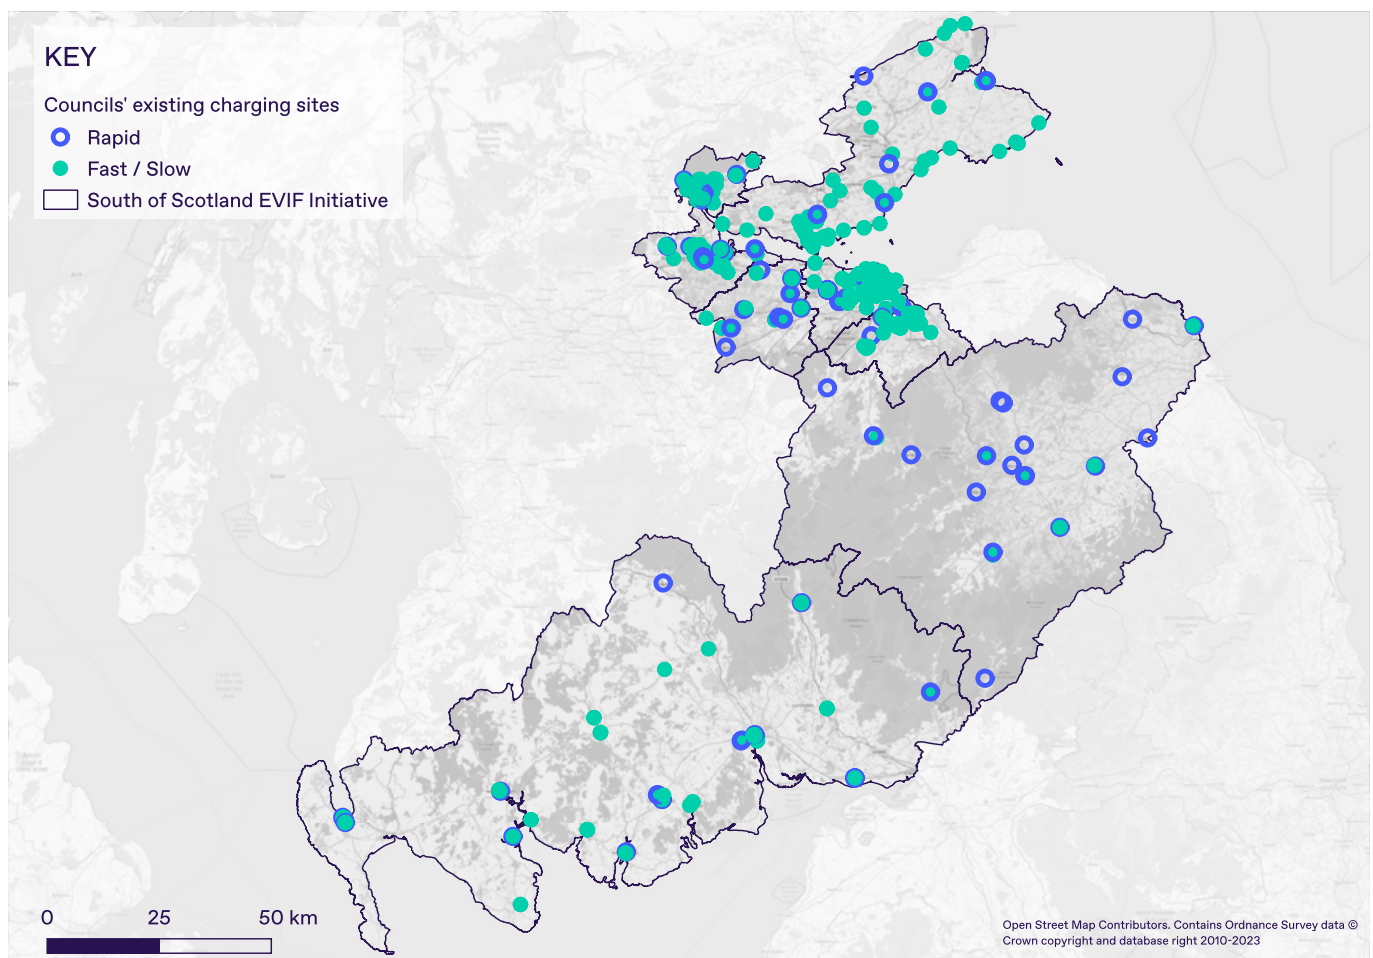 KEY
Councils' existing charging sites
Rapid
Fast / Slow
South of Scotland EVIF Initiative
0 25 50 km
Open Street Map Contributors. Contains Ordnance Survey data ©
Crown copyright and database right 2010-2023